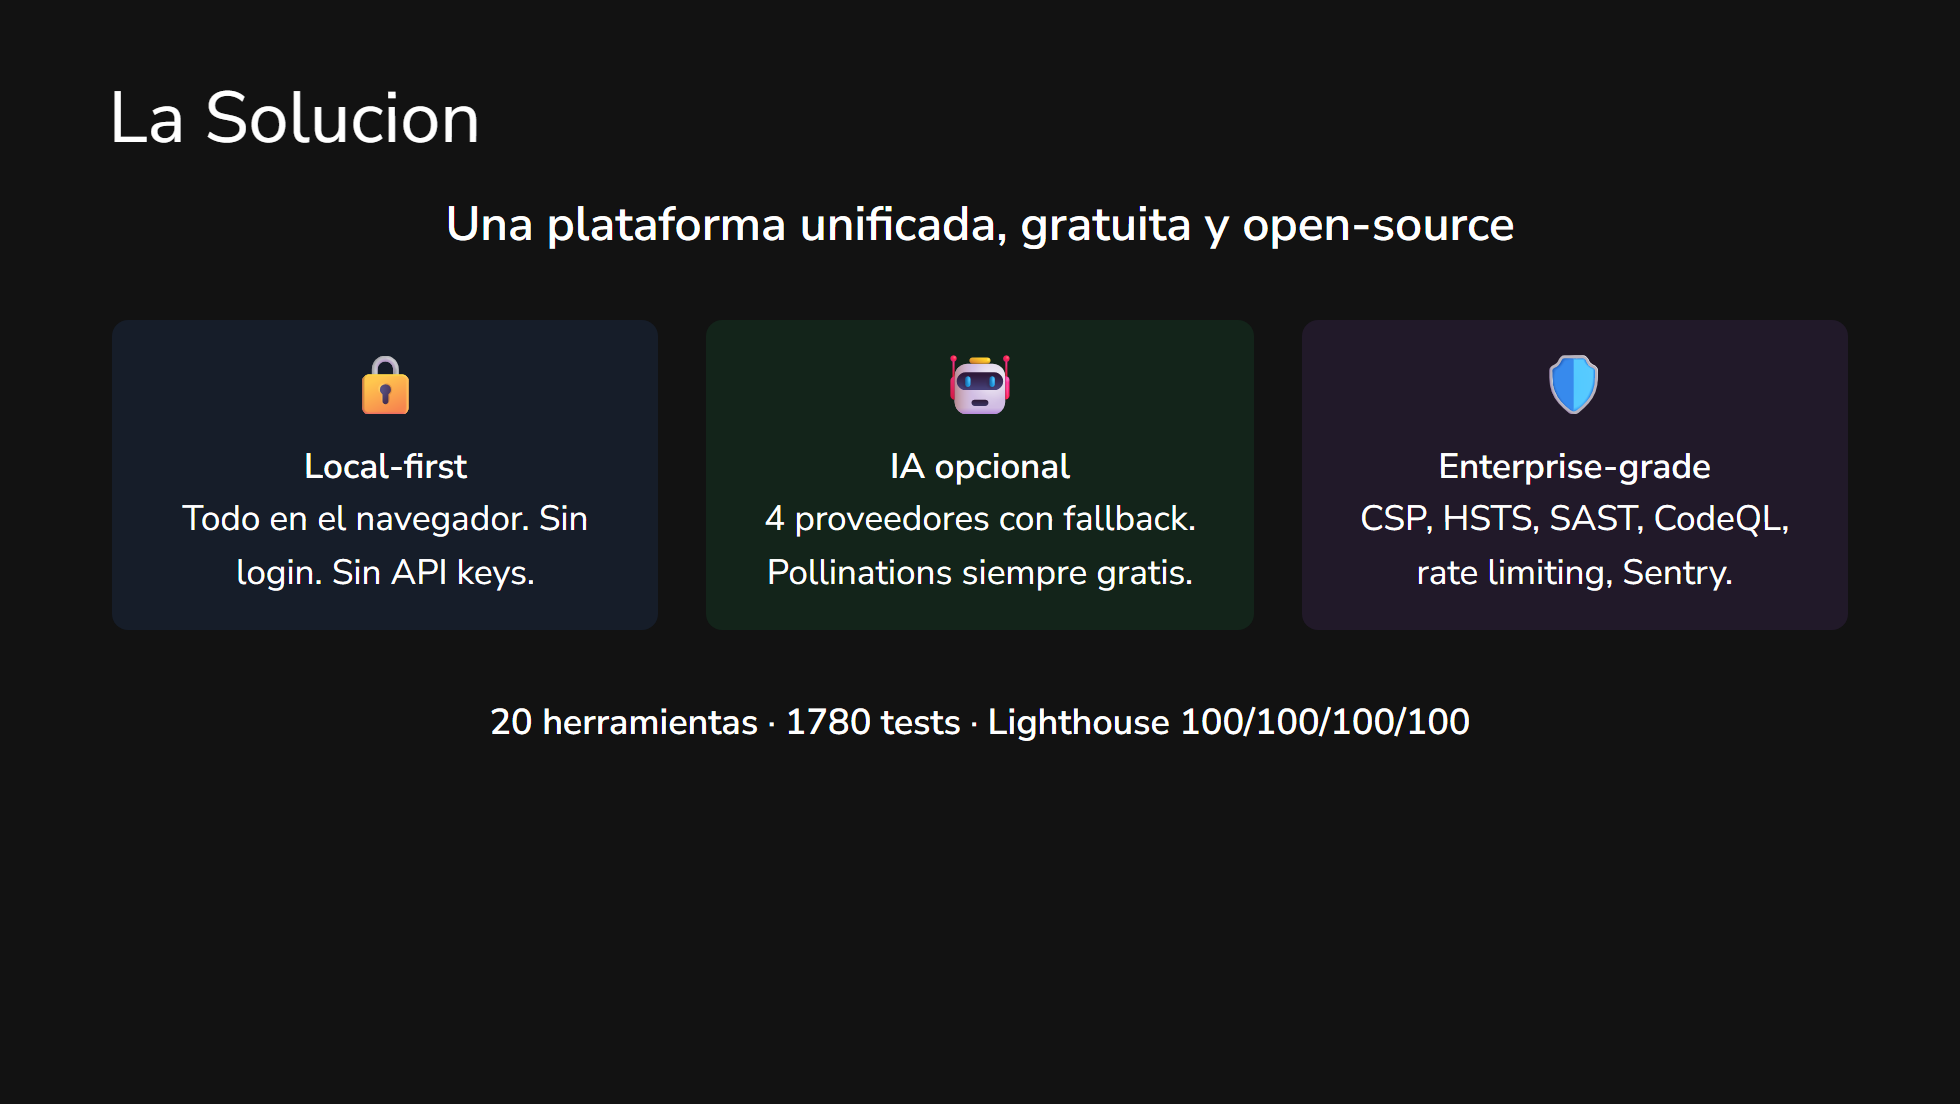 La Solucion
Una plataforma unificada, gratuita y open-source
Local-first
Todo en el navegador. Sin
login. Sin API keys.
IA opcional
4 proveedores con fallback.
Pollinations siempre gratis.
Enterprise-grade
CSP, HSTS, SAST, CodeQL,
rate limiting, Sentry.
20 herramientas · 1780 tests · Lighthouse 100/100/100/100